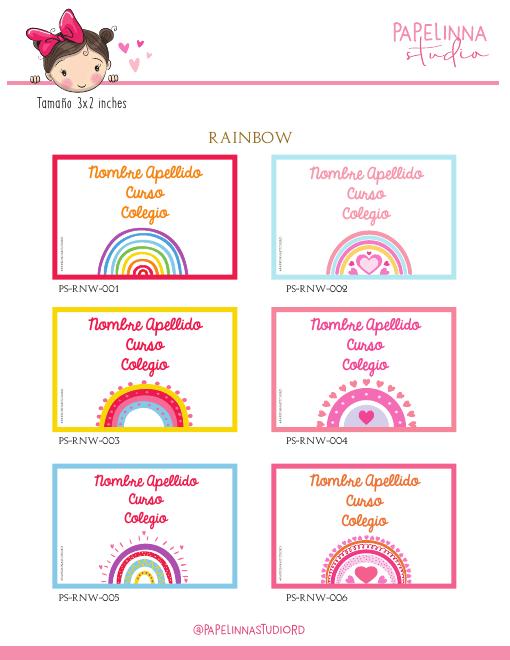 PAPELINNA
studio
Tamaño 3x2 inches
RAINBOW
Nombre Apellido
Curso
Colegio
PS-RNW-001
Nombre Apellido
Curso
Colegio
PS-RNW-002
Nombre Apellido
Curso
Colegio
PS-RNW-003
Nombre Apellido
Curso
Colegio
PS-RNW-004
Nombre Apellido
Curso
Colegio
PS-RNW-005
Nombre Apellido
Curso
Colegio
PS-RNW-006
@PAPELINNASTUDIORD